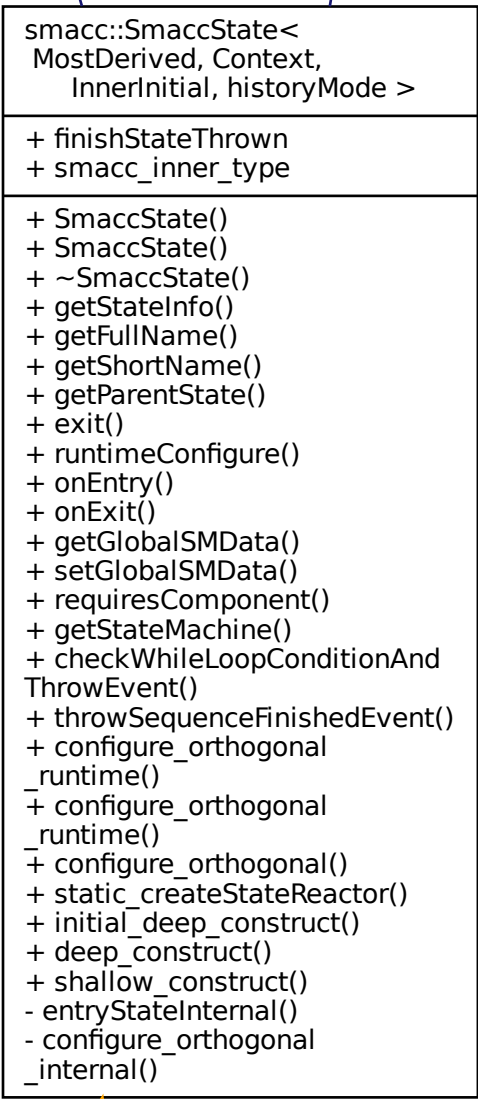 smacc::SmaccState<
MostDerived, Context,
InnerInitial, historyMode >
+ finishStateThrown
+ smacc_inner_type
+ SmaccState()
+ SmaccState()
+ ~SmaccState()
+ getStateInfo()
+ getFullName()
+ getShortName()
+ getParentState()
+ exit()
+ runtimeConfigure()
+ onEntry()
+ onExit()
+ getGlobalSMData()
+ setGlobalSMData()
+ requiresComponent()
+ getStateMachine()
+ checkWhileLoopConditionAnd
ThrowEvent()
+ throwSequenceFinishedEvent()
+ configure_orthogonal
_runtime()
+ configure_orthogonal
_runtime()
+ configure_orthogonal()
+ static_createStateReactor()
+ initial_deep_construct()
+ deep_construct()
+ shallow_construct()
- entryStateInternal()
- configure_orthogonal
_internal()